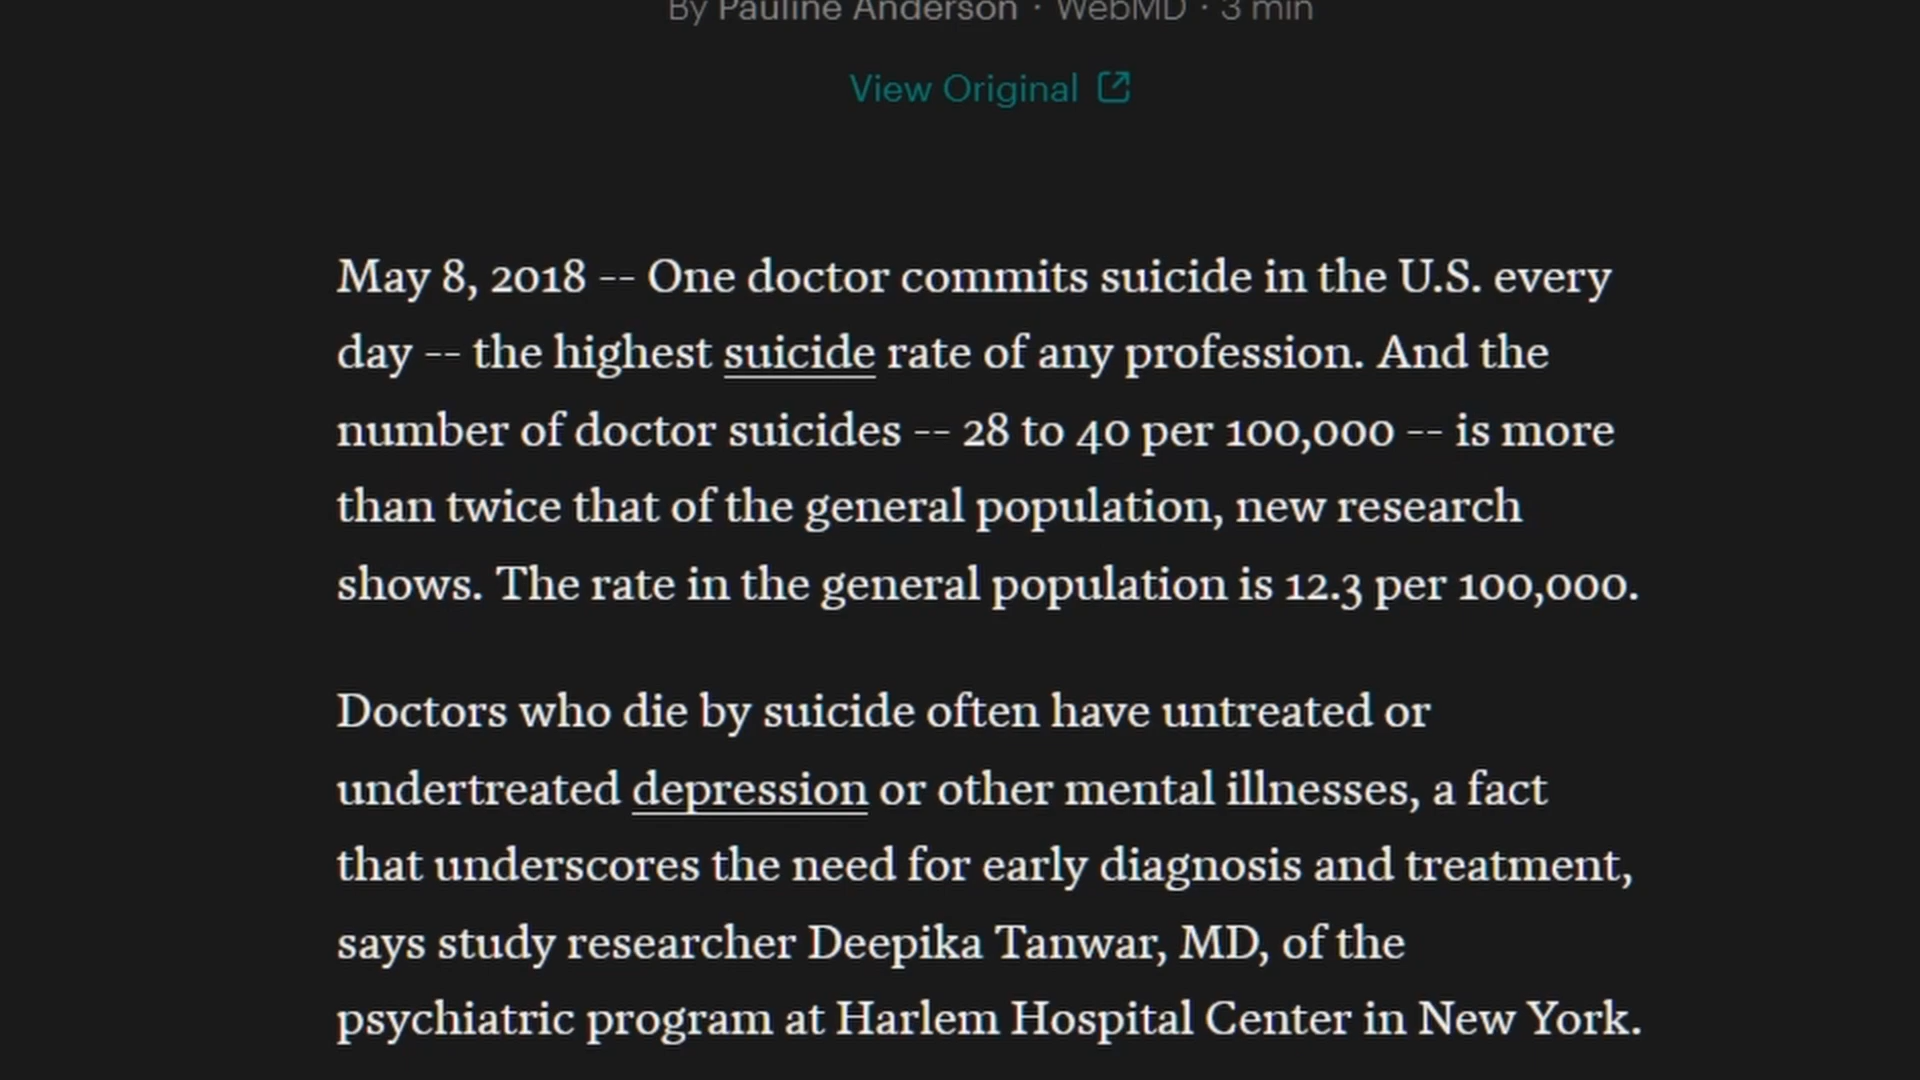 By Pauline Anderson · WebMD · 3 min
View Original
May 8, 2018 -- One doctor commits suicide in the U.S. every
day -- the highest suicide rate of any profession. And the
number of doctor suicides -- 28 to 40 per 100,000 -- is more
than twice that of the general population, new research
shows. The rate in the general population is 12.3 per 100,000.
Doctors who die by suicide often have untreated or
undertreated depression or other mental illnesses, a fact
that underscores the need for early diagnosis and treatment,
says study researcher Deepika Tanwar, MD, of the
psychiatric program at Harlem Hospital Center in New York.